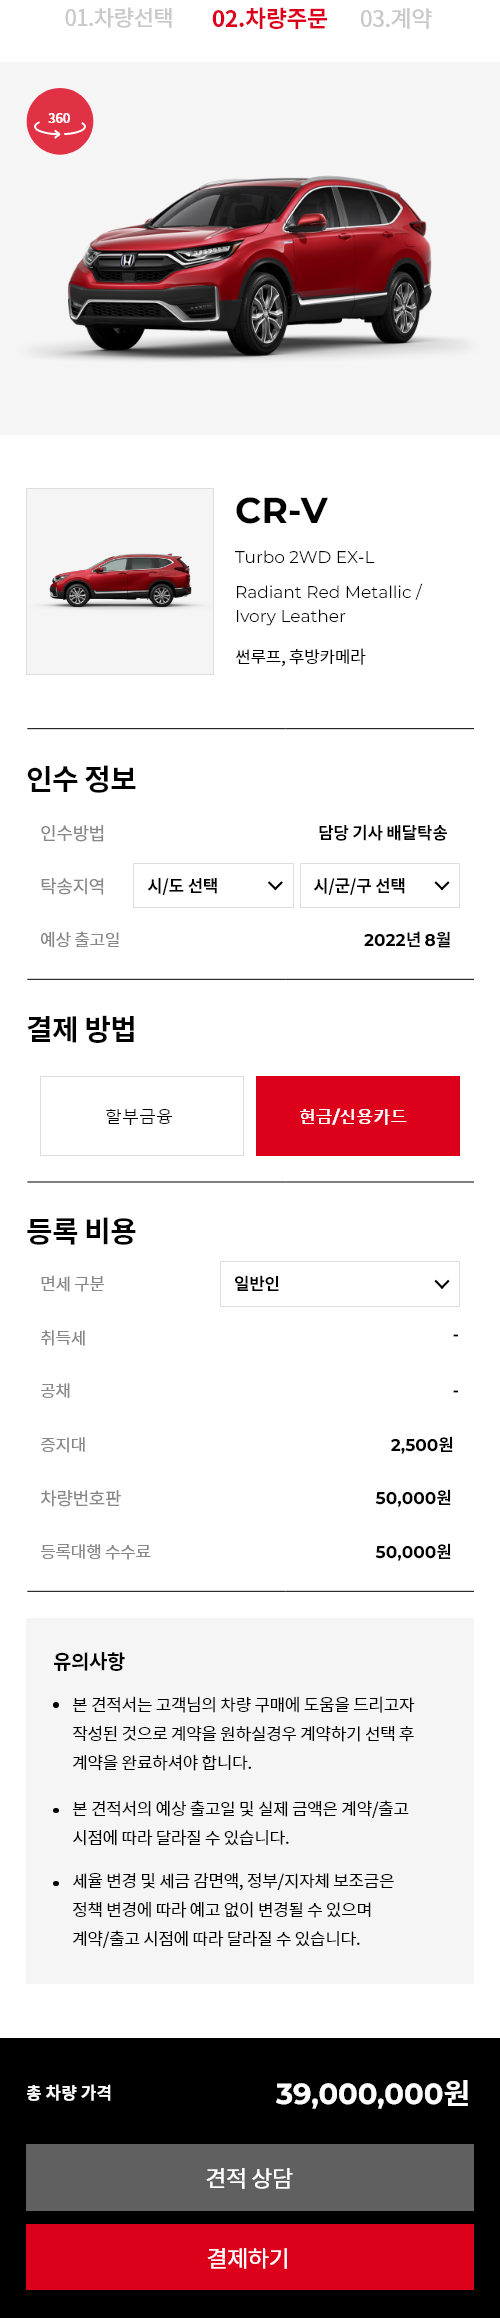 01.차량선택 02.차량주문 03.계약
360
CR-V
Turbo 2WD EX-L
Radiant Red Metallic /
Ivory Leather
썬루프, 후방카메라
인수 정보
인수방법 담당 기사 배달탁송
탁송지역 시/도 선택 시/군/구 선택
예상 출고일 2022년 8월
결제 방법
할부금융 현금/신용카드
등록 비용
면세 구분 일반인
취득세 -
공채 -
증지대 2,500원
차량번호판 50,000원
등록대행 수수료 50,000원
유의사항
• 본 견적서는 고객님의 차량 구매에 도움을 드리고자
작성된 것으로 계약을 원하실경우 계약하기 선택 후
계약을 완료하셔야 합니다.
• 본 견적서의 예상 출고일 및 실제 금액은 계약/출고
시점에 따라 달라질 수 있습니다.
• 세율 변경 및 세금 감면액, 정부/지자체 보조금은
정책 변경에 따라 예고 없이 변경될 수 있으며
계약/출고 시점에 따라 달라질 수 있습니다.
총 차량 가격 39,000,000원
견적 상담
결제하기